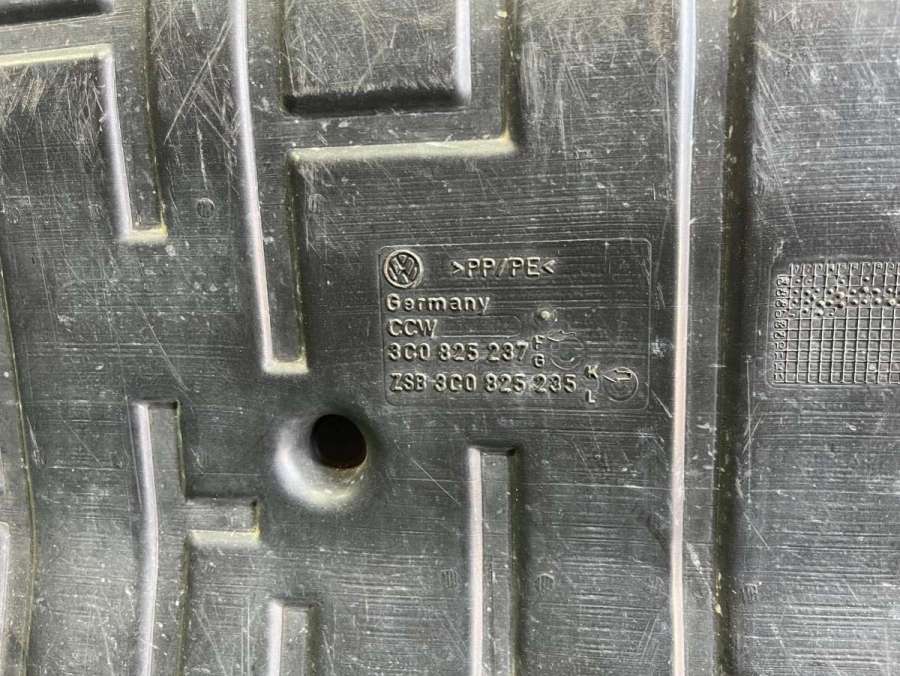 >PP/PE<
Germany
CCW
3C0 825 237 F G
ZSB 3C0 825 235 K L